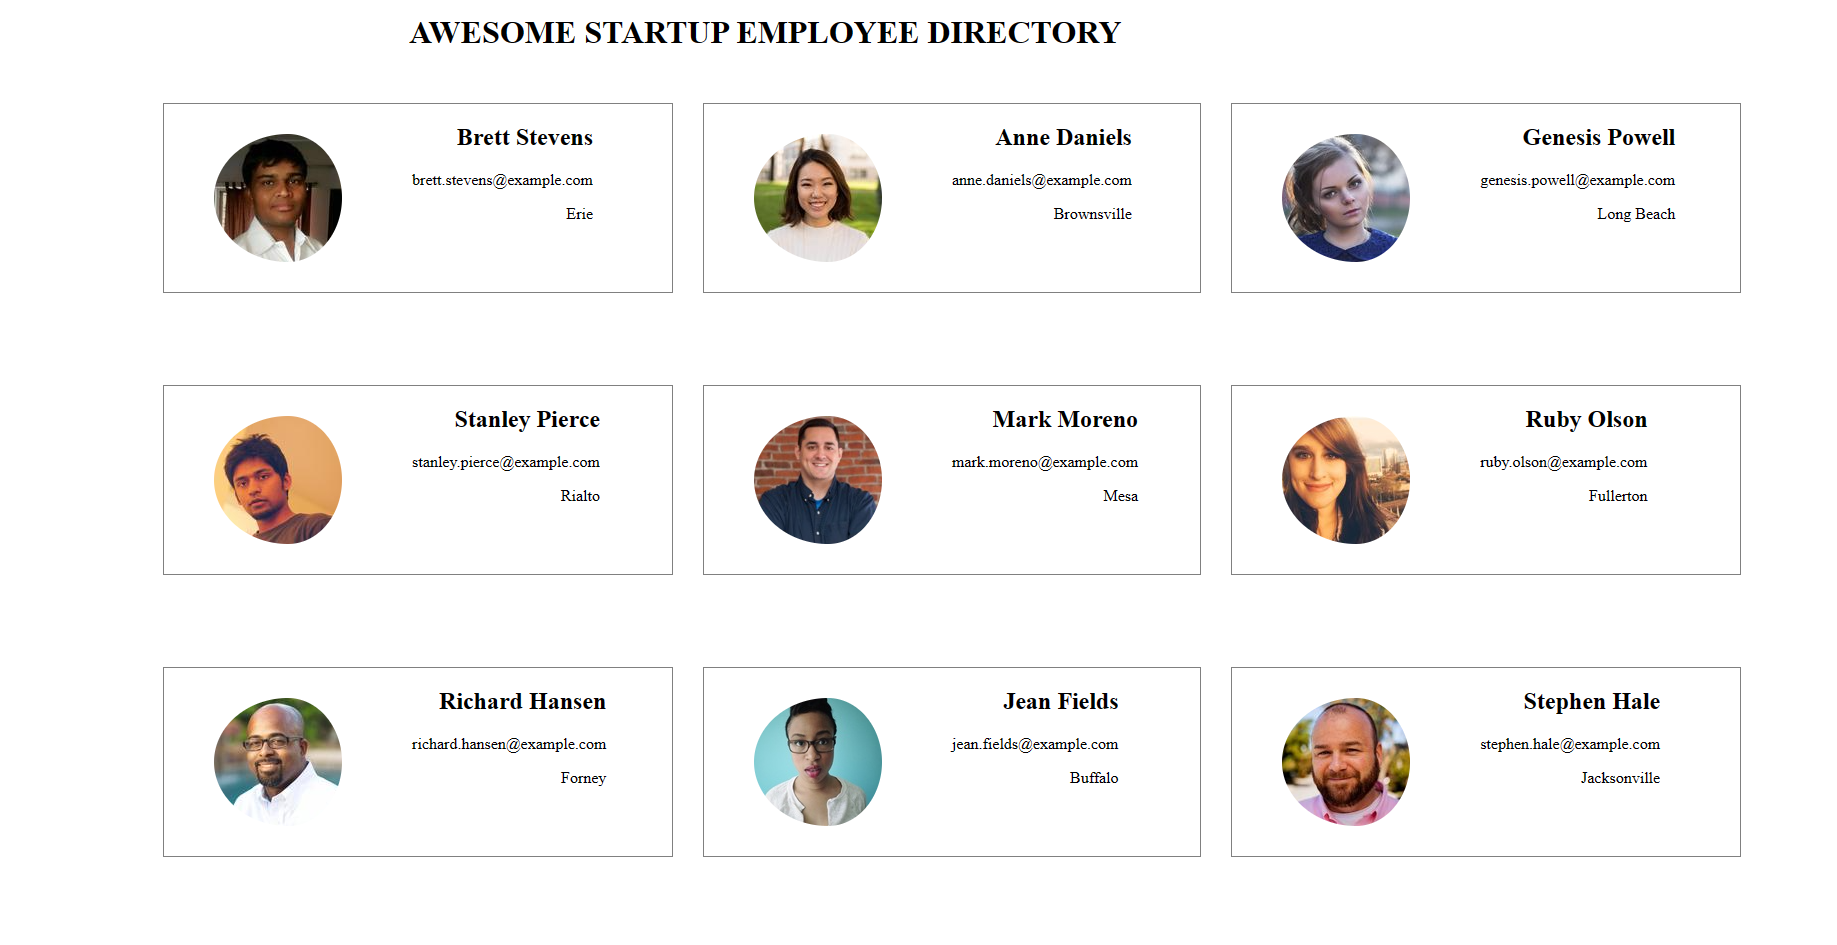 AWESOME STARTUP EMPLOYEE DIRECTORY
Brett Stevens
brett.stevens@example.com
Erie
Anne Daniels
anne.daniels@example.com
Brownsville
Genesis Powell
genesis.powell@example.com
Long Beach
Stanley Pierce
stanley.pierce@example.com
Rialto
Mark Moreno
mark.moreno@example.com
Mesa
Ruby Olson
ruby.olson@example.com
Fullerton
Richard Hansen
richard.hansen@example.com
Forney
Jean Fields
jean.fields@example.com
Buffalo
Stephen Hale
stephen.hale@example.com
Jacksonville